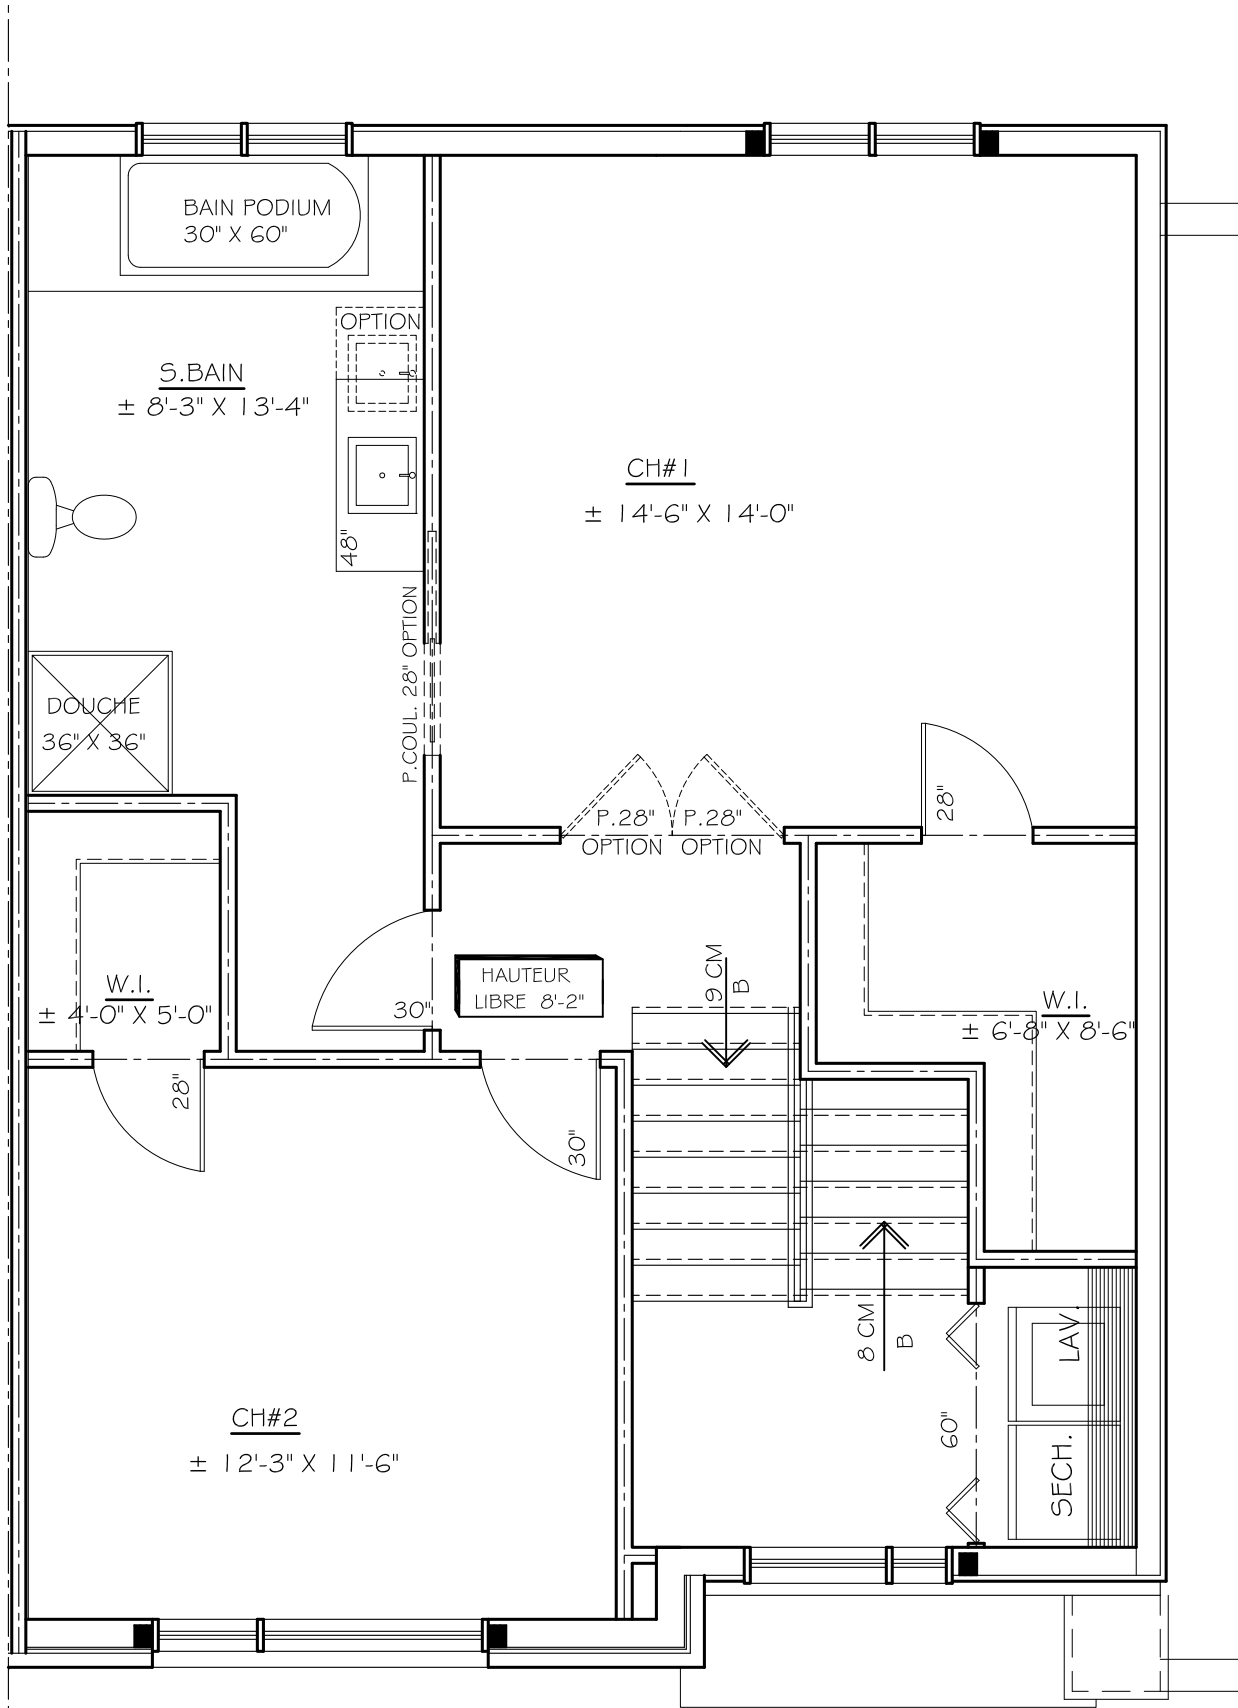 BAIN PODIUM
30" X 60"
OPTION
S.BAIN
± 8'-3" X 13'-4"
CH#1
± 14'-6" X 14'-0"
48"
P.COUL. 28" OPTION
DOUCHE
36" X 36"
P.28" P.28"
OPTION OPTION
28"
W.I.
± 4'-0" X 5'-0"
30"
HAUTEUR
LIBRE 8'-2"
9 CM
B
W.I.
± 6'-8" X 8'-6"
28"
30"
8 CM
B
LAV.
60"
SECH.
CH#2
± 12'-3" X 11'-6"